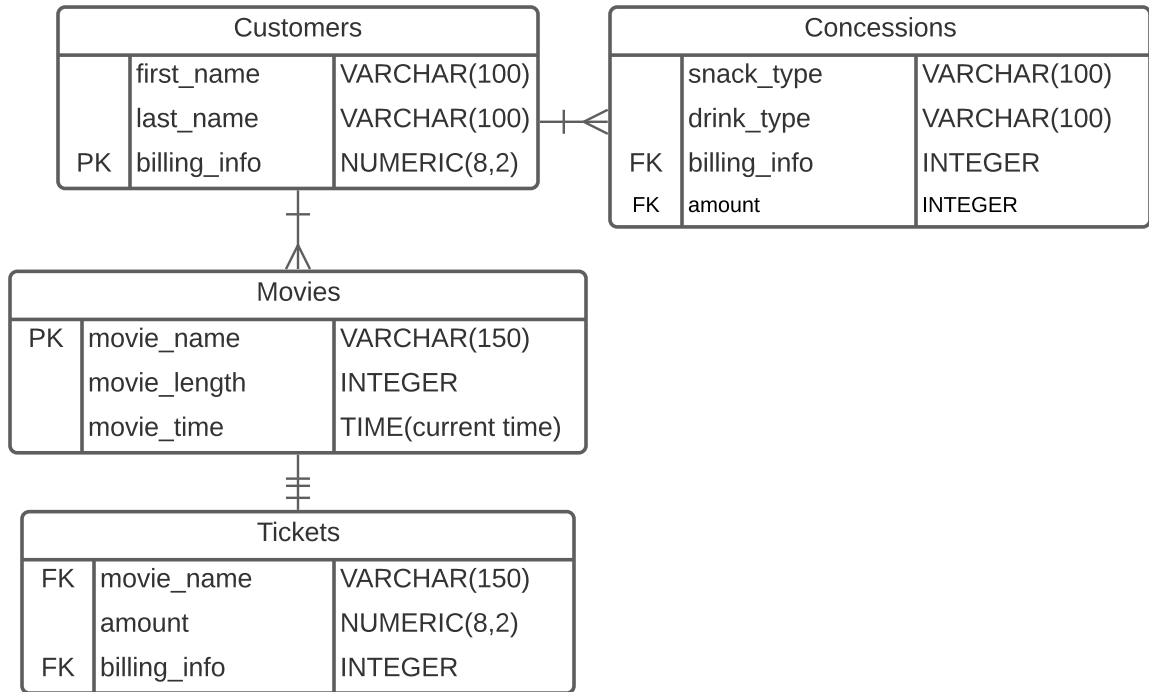 Customers
first_name VARCHAR(100)
last_name VARCHAR(100)
PK billing_info NUMERIC(8,2)
Concessions
snack_type VARCHAR(100)
drink_type VARCHAR(100)
FK billing_info INTEGER
FK amount INTEGER
Movies
PK movie_name VARCHAR(150)
movie_length INTEGER
movie_time TIME(current time)
Tickets
FK movie_name VARCHAR(150)
amount NUMERIC(8,2)
FK billing_info INTEGER